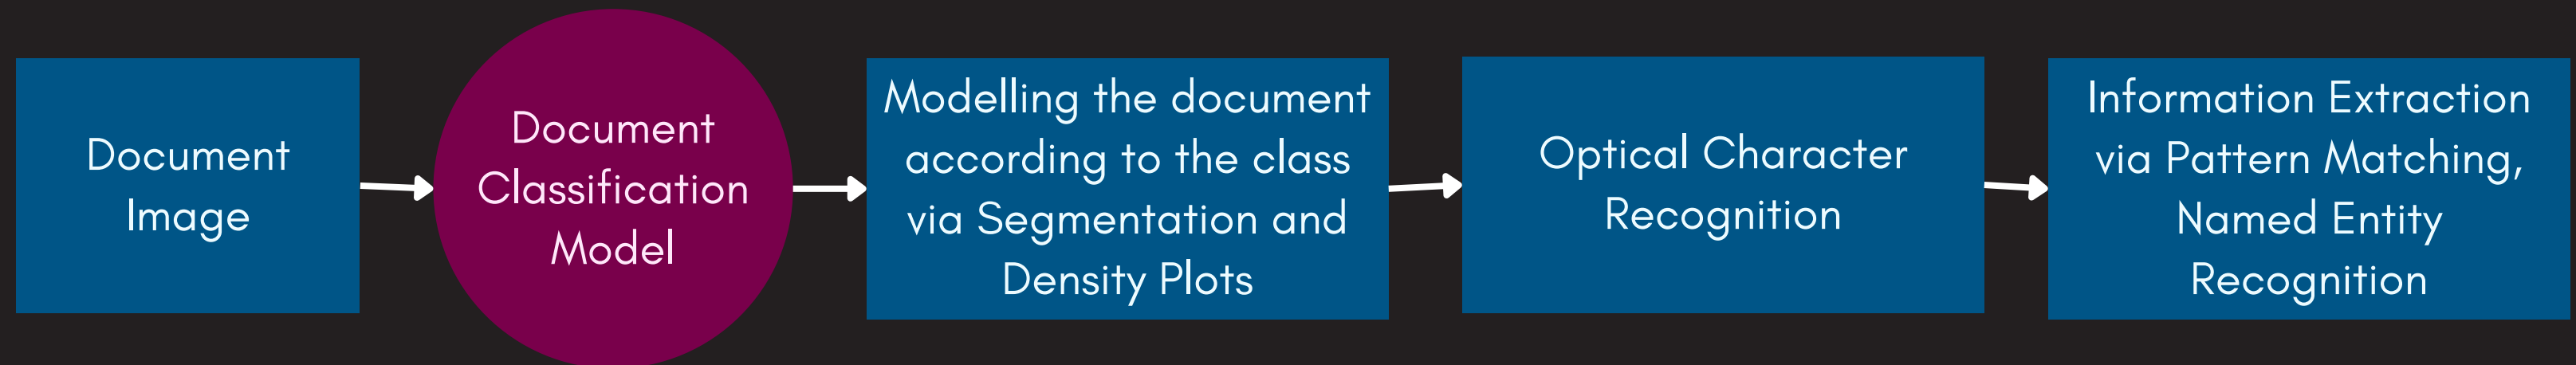 Document
Image
Document
Classification
Model
Modelling the document
according to the class
via Segmentation and
Density Plots
Optical Character
Recognition
Information Extraction
via Pattern Matching,
Named Entity
Recognition